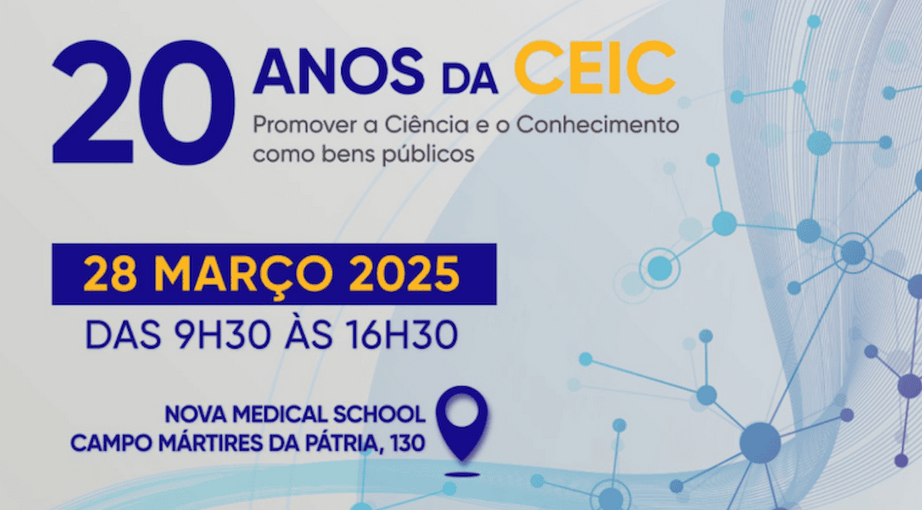 20 ANOS DA CEIC
Promover a Ciência e o Conhecimento
como bens públicos
28 MARÇO 2025
DAS 9H30 ÀS 16H30
NOVA MEDICAL SCHOOL
CAMPO MÁRTIRES DA PÁTRIA, 130